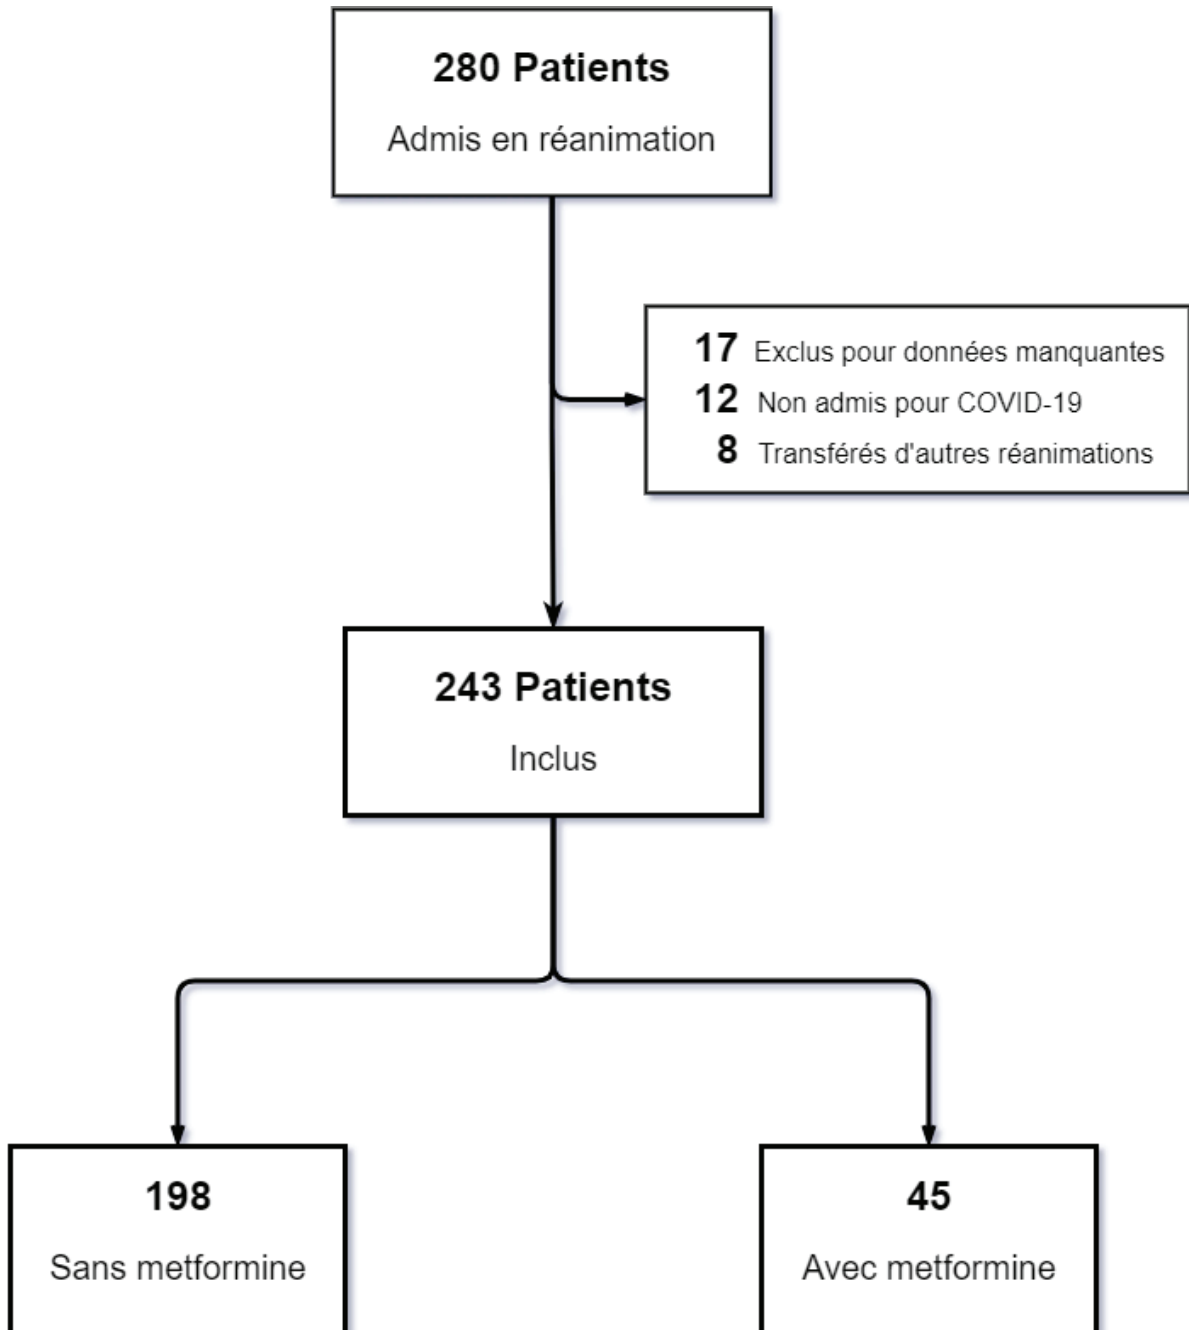 280 Patients
Admis en réanimation
17 Exclus pour données manquantes
12 Non admis pour COVID-19
8 Transférés d'autres réanimations
243 Patients
Inclus
198
Sans metformine
45
Avec metformine